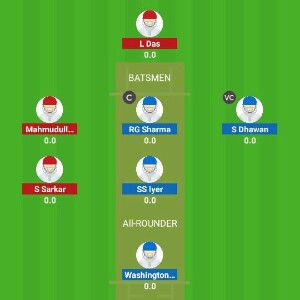 L Das
0.0
BATSMEN
C
VC
Mahmudull...
RG Sharma
S Dhawan
0.0
0.0
0.0
S Sarkar
SS Iyer
0.0
0.0
All-ROUNDER
Washington...
0.0